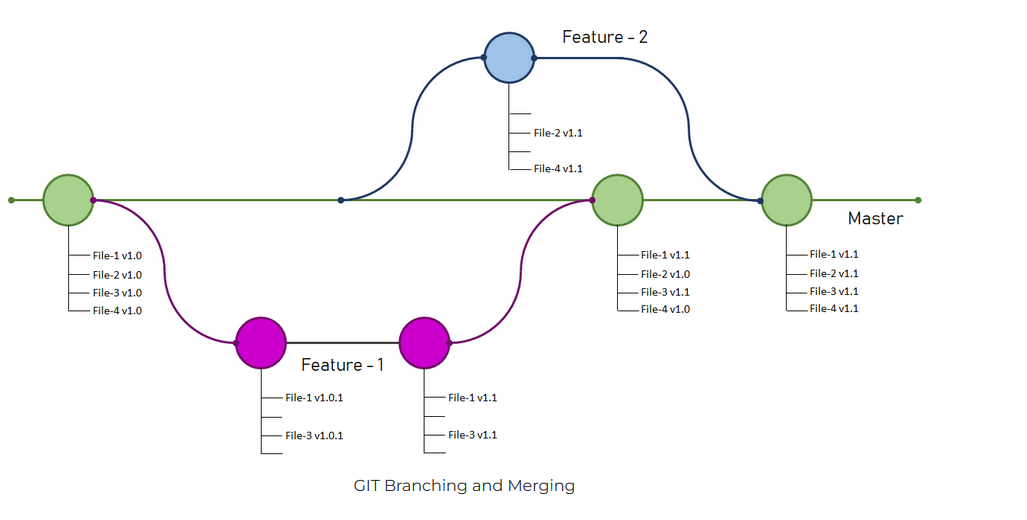 Feature - 2
File-2 v1.1
File-4 v1.1
Master
File-1 v1.0
File-2 v1.0
File-3 v1.0
File-4 v1.0
File-1 v1.1
File-2 v1.0
File-3 v1.1
File-4 v1.0
File-1 v1.1
File-2 v1.1
File-3 v1.1
File-4 v1.1
Feature - 1
File-1 v1.0.1
File-3 v1.0.1
File-1 v1.1
File-3 v1.1
GIT Branching and Merging